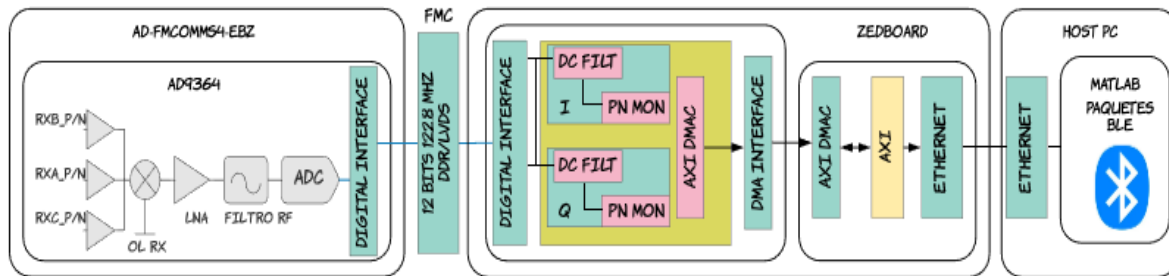 AD-FMCOMMS4-EBZ
AD9364
RXB_P/N
RXA_P/N
RXC_P/N
OL RX
LNA
FILTRO RF
ADC
DIGITAL INTERFACE
FMC
12 BITS 122.8 MHZ
DDR/LVDS
ZEDBOARD
DIGITAL INTERFACE
DC FILT
PN MON
I
DC FILT
PN MON
Q
AXI DMAC
DMA INTERFACE
AXI DMAC
AXI
ETHERNET
HOST PC
ETHERNET
MATLAB
PAQUETES
BLE